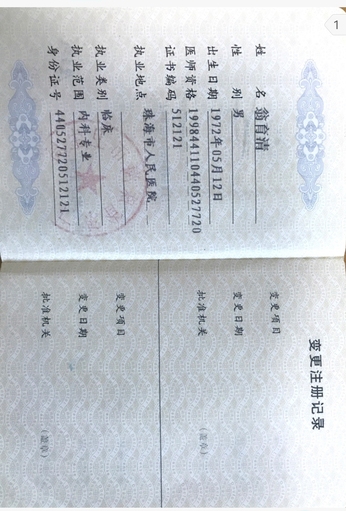 1
姓 名 翁育清
性 别 男
出生日期 1972年05月12日
医师资格 199844110440527720
证书编码 512121
执业地点 珠海市人民医院
执业类别 临床
执业范围 内科专业
身份证号 440527720512121
变更注册记录
变更项目
变更日期
批准机关
(盖章)
变更项目
变更日期
批准机关
(盖章)